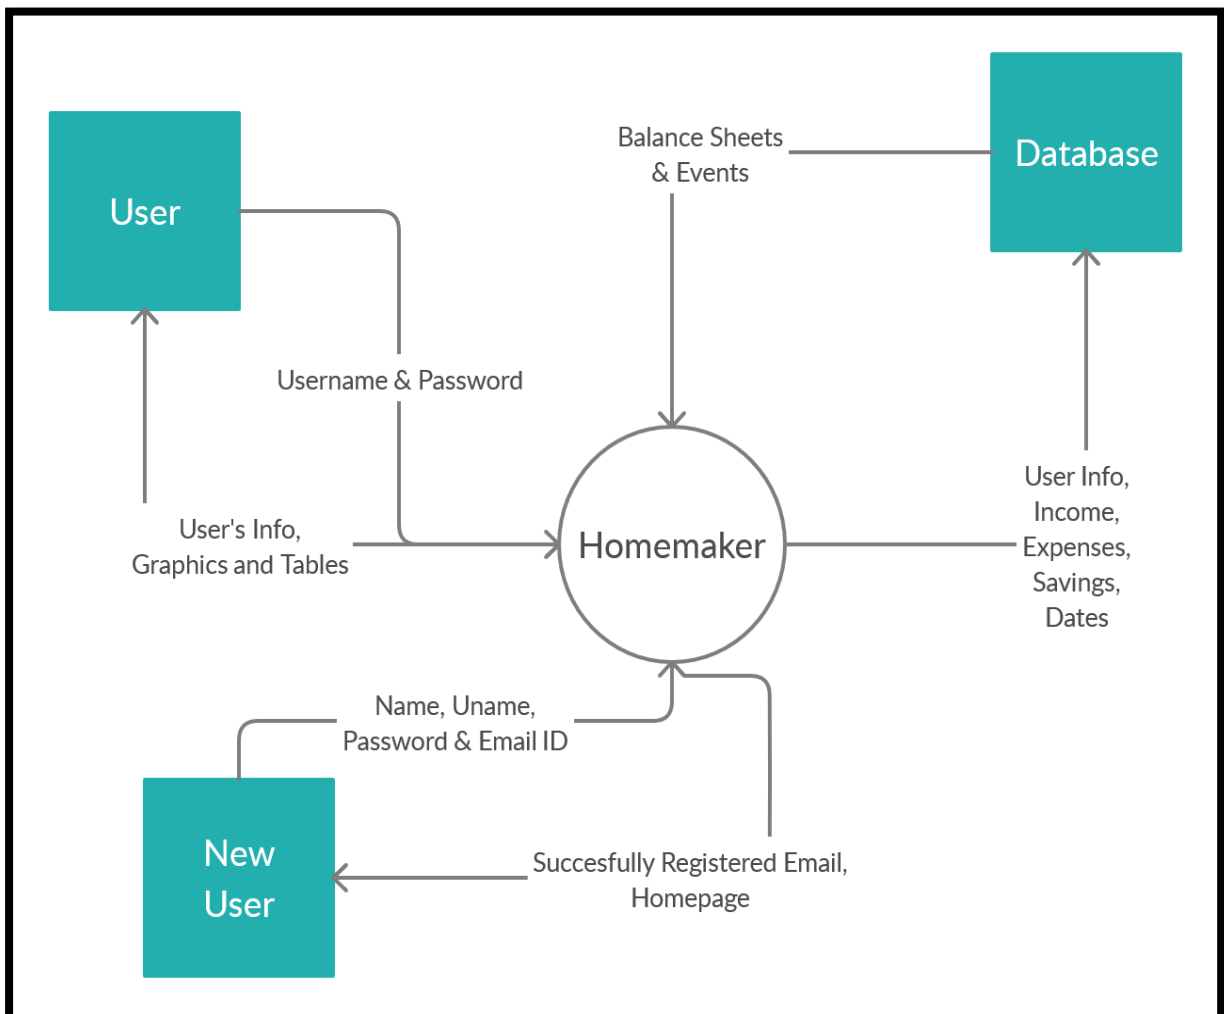 User
Balance Sheets
& Events
Database
Username & Password
User's Info,
Graphics and Tables
Homemaker
User Info,
Income,
Expenses,
Savings,
Dates
Name, Uname,
Password & Email ID
New
User
Succesfully Registered Email,
Homepage